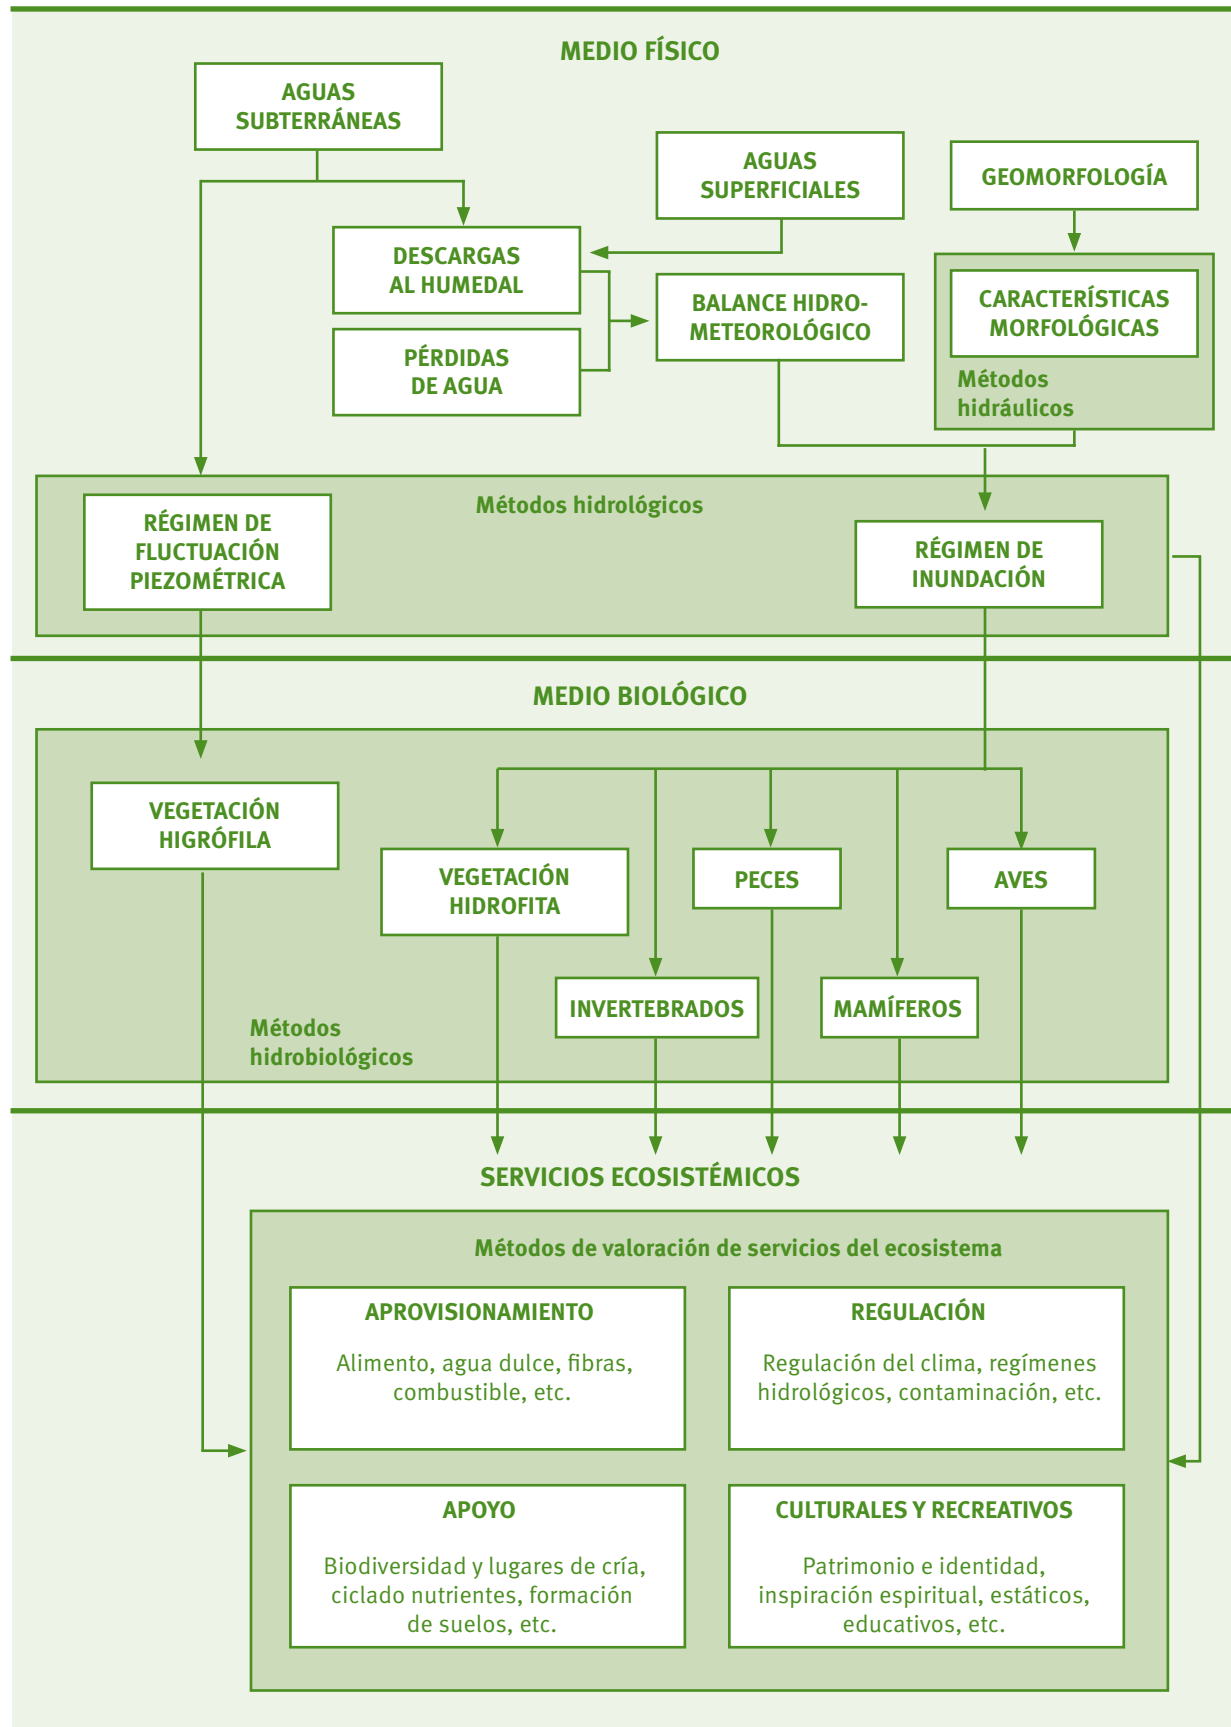 MEDIO FÍSICO
AGUAS
SUBTERRÁNEAS
AGUAS
SUPERFICIALES
GEOMORFOLOGÍA
DESCARGAS
AL HUMEDAL
BALANCE HIDRO-
METEOROLÓGICO
CARACTERÍSTICAS
MORFOLÓGICAS
PÉRDIDAS
DE AGUA
Métodos
hidráulicos
Métodos hidrológicos
RÉGIMEN DE
FLUCTUACIÓN
PIEZOMÉTRICA
RÉGIMEN DE
INUNDACIÓN
MEDIO BIOLÓGICO
VEGETACIÓN
HIGRÓFILA
VEGETACIÓN
HIDROFITA
PECES
AVES
INVERTEBRADOS
MAMÍFEROS
Métodos
hidrobiológicos
SERVICIOS ECOSISTÉMICOS
Métodos de valoración de servicios del ecosistema
APROVISIONAMIENTO
Alimento, agua dulce, fibras,
combustible, etc.
REGULACIÓN
Regulación del clima, regímenes
hidrológicos, contaminación, etc.
APOYO
Biodiversidad y lugares de cría,
ciclado nutrientes, formación
de suelos, etc.
CULTURALES Y RECREATIVOS
Patrimonio e identidad,
inspiración espiritual, estáticos,
educativos, etc.